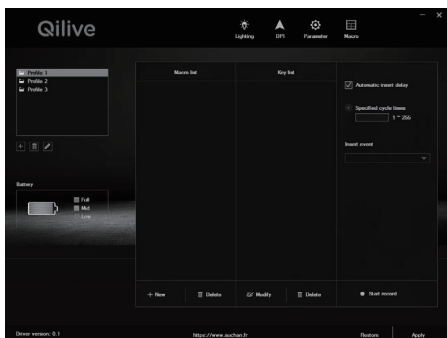 Qilive
Lighting
DPI
Parameter
Macro
Profile 1
Profile 2
Profile 3
Macro list
Key list
Automatic insert delay
Specified cycle times
1 ~ 255
Insert event
Battery
Full
Mid
Low
+ New
Delete
Modify
Delete
Start record
Driver version: 0.1
https://www.auchan.fr
Restore
Apply